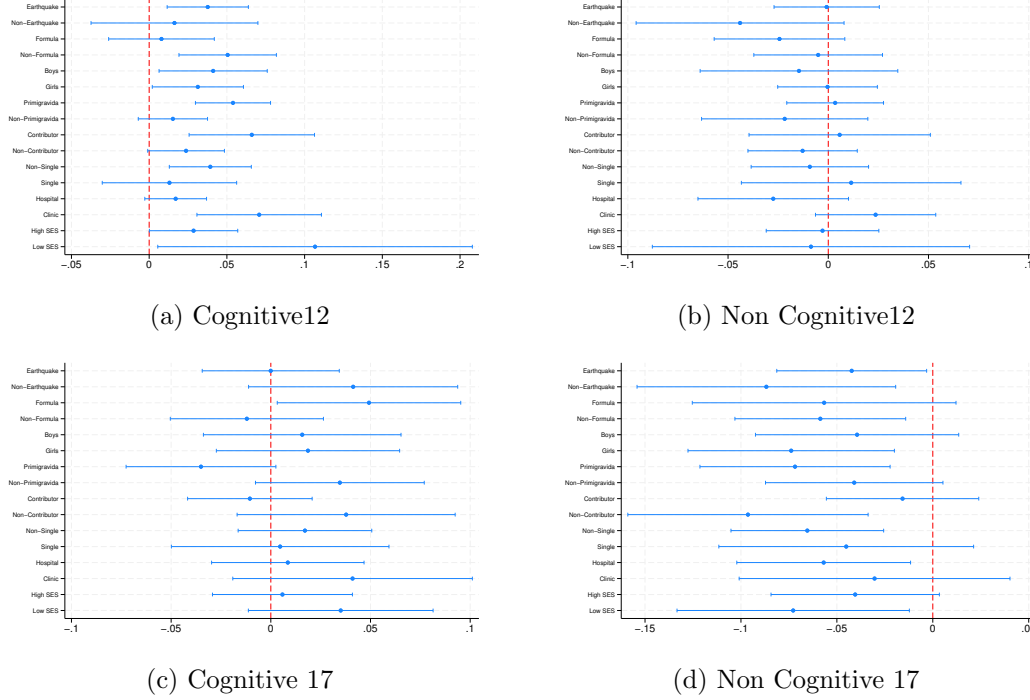 Earthquake
Non−Earthquake
Formula
Non−Formula
Boys
Girls
Primigravida
Non−Primigravida
Contributor
Non−Contributor
Non−Single
Single
Hospital
Clinic
High SES
Low SES
−.05 0 .05 .1 .15 .2
(a) Cognitive12
Earthquake
Non−Earthquake
Formula
Non−Formula
Boys
Girls
Primigravida
Non−Primigravida
Contributor
Non−Contributor
Non−Single
Single
Hospital
Clinic
High SES
Low SES
−.1 −.05 0 .05 .1
(b) Non Cognitive12
Earthquake
Non−Earthquake
Formula
Non−Formula
Boys
Girls
Primigravida
Non−Primigravida
Contributor
Non−Contributor
Non−Single
Single
Hospital
Clinic
High SES
Low SES
−.1 −.05 0 .05 .1
(c) Cognitive 17
Earthquake
Non−Earthquake
Formula
Non−Formula
Boys
Girls
Primigravida
Non−Primigravida
Contributor
Non−Contributor
Non−Single
Single
Hospital
Clinic
High SES
Low SES
−.15 −.1 −.05 0
(d) Non Cognitive 17